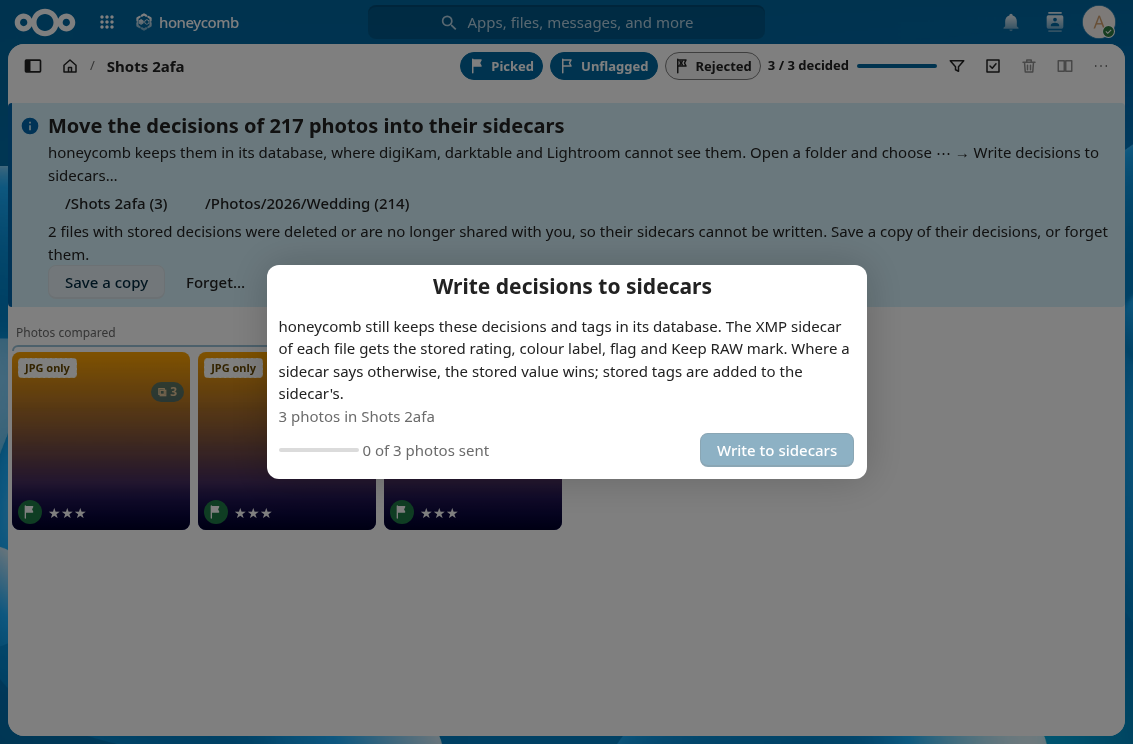 honeycomb
Apps, files, messages, and more
A
/ Shots 2afa
Picked
Unflagged
Rejected
3 / 3 decided
Move the decisions of 217 photos into their sidecars
honeycomb keeps them in its database, where digiKam, darktable and Lightroom cannot see them. Open a folder and choose ⋯ → Write decisions to
sidecars…
/Shots 2afa (3)
/Photos/2026/Wedding (214)
2 files with stored decisions were deleted or are no longer shared with you, so their sidecars cannot be written. Save a copy of their decisions, or forget
them.
Save a copy
Forget…
Write decisions to sidecars
honeycomb still keeps these decisions and tags in its database. The XMP sidecar
of each file gets the stored rating, colour label, flag and Keep RAW mark. Where a
sidecar says otherwise, the stored value wins; stored tags are added to the
sidecar's.
3 photos in Shots 2afa
0 of 3 photos sent
Write to sidecars
Photos compared
JPG only
3
★★★
JPG only
★★★
★★★